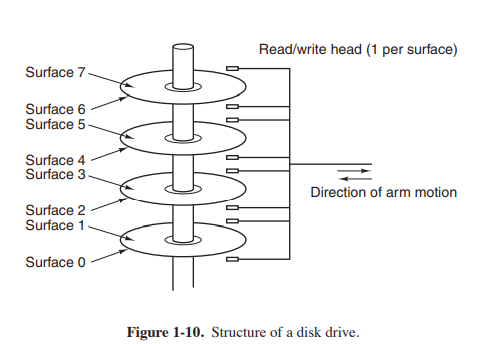 Read/write head (1 per surface)
Surface 7
Surface 6
Surface 5
Surface 4
Surface 3
Direction of arm motion
Surface 2
Surface 1
Surface 0
Figure 1-10. Structure of a disk drive.